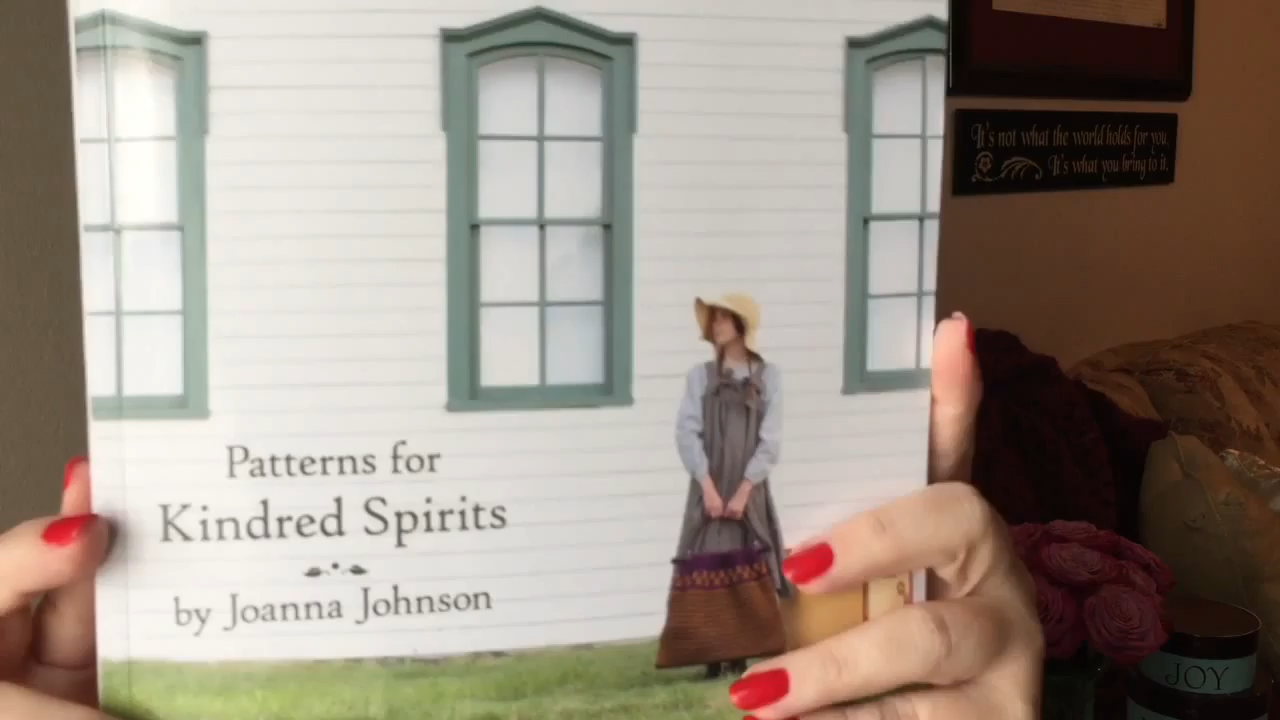 Patterns for
Kindred Spirits
by Joanna Johnson
It's not what the world holds for you,
It's what you bring to it.
JOY